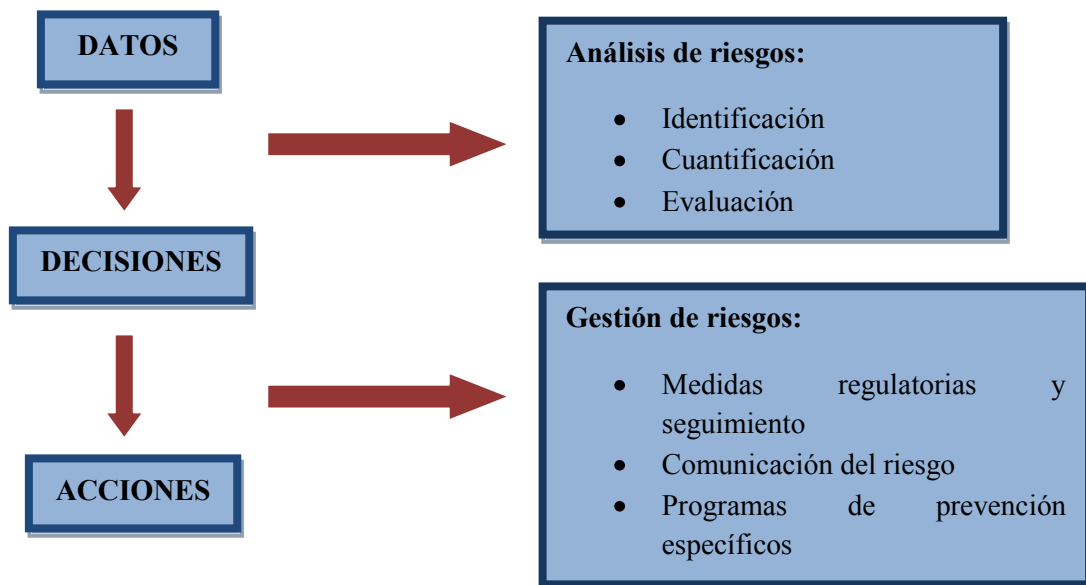 DATOS
Análisis de riesgos:
• Identificación
• Cuantificación
• Evaluación
DECISIONES
Gestión de riesgos:
• Medidas regulatorias y
seguimiento
• Comunicación del riesgo
• Programas de prevención
específicos
ACCIONES